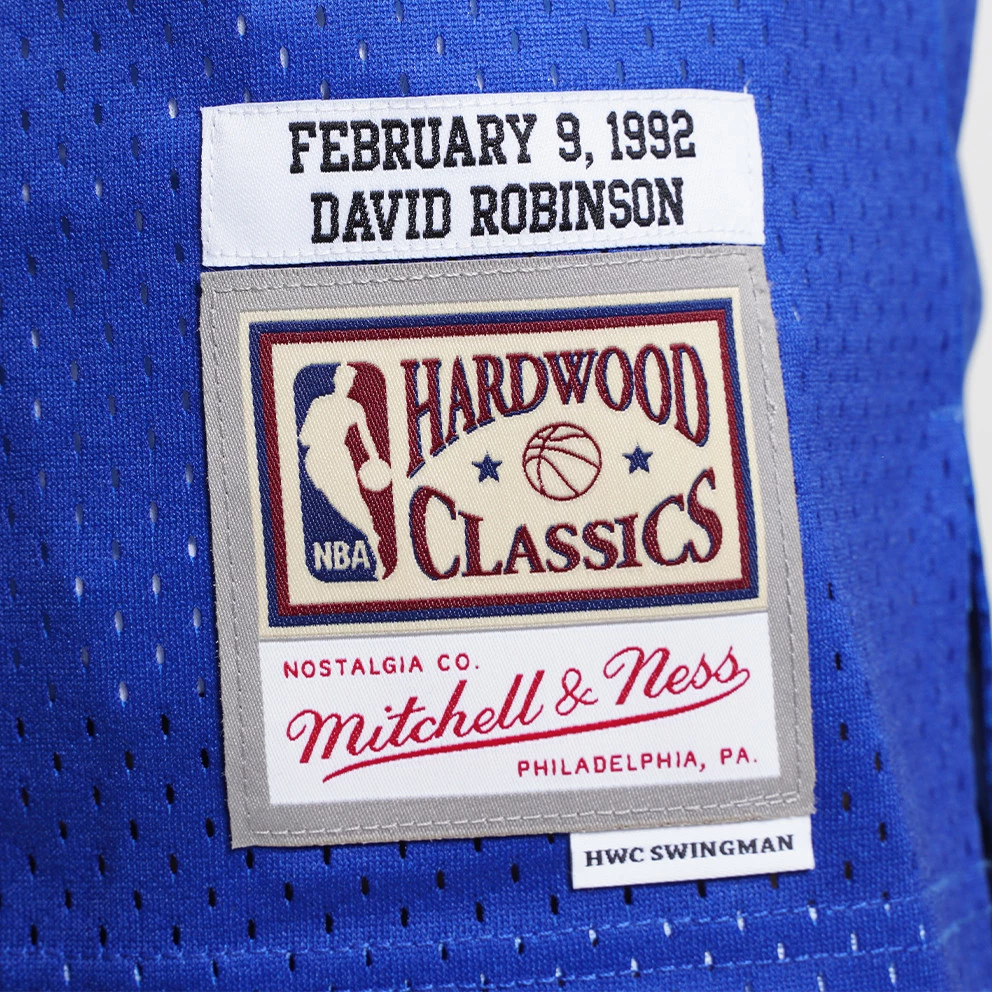 FEBRUARY 9, 1992
DAVID ROBINSON
HARDWOOD
CLASSICS
NBA
NOSTALGIA CO.
Mitchell & Ness
PHILADELPHIA, PA.
HWC SWINGMAN